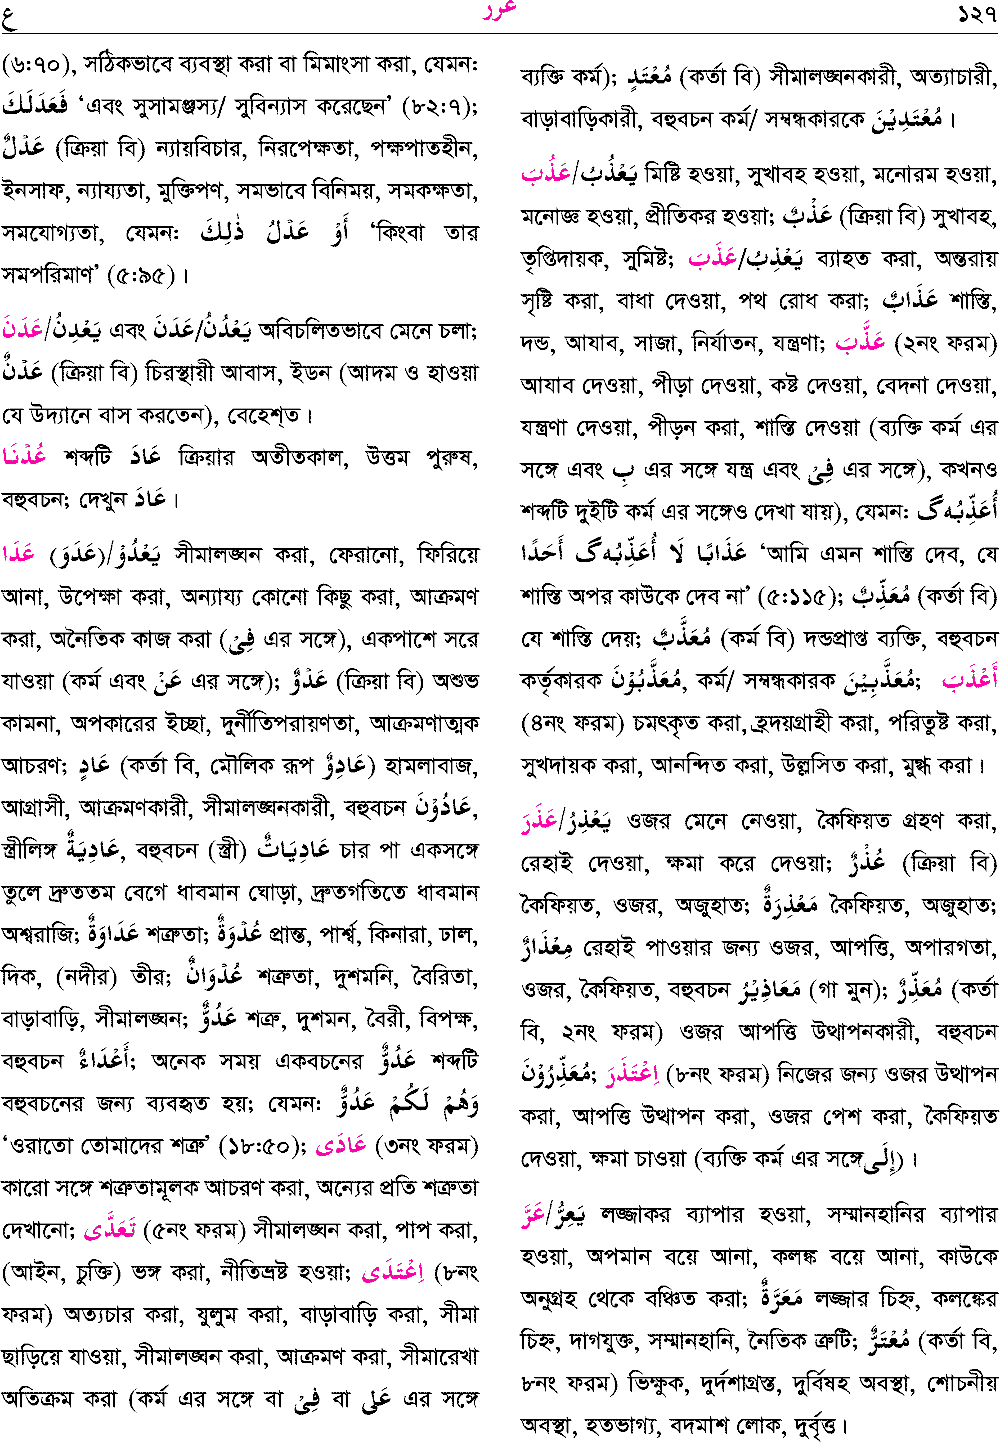 ع عرر ১২৭
(৬:৭০), সঠিকভাবে ব্যবস্থা করা বা মিমাংসা করা, যেমন:
فَعَدَلَكَ ‘এবং সুসামঞ্জস্য/ সুবিন্যাস করেছেন’ (৮২:৭);
عَدْلٌ (ক্রিয়া বি) ন্যায়বিচার, নিরপেক্ষতা, পক্ষপাতহীন,
ইনসাফ, ন্যায্যতা, মুক্তিপণ, সমভাবে বিনিময়, সমকক্ষতা,
সমযোগ্যতা, যেমন: أَوْ عَدْلُ ذٰلِكَ ‘কিংবা তার
সমপরিমাণ’ (৫:৯৫)।
عَدَنَ/يَعْدِنُ এবং عَدَنَ/يَعْدُنُ অবিচলিতভাবে মেনে চলা;
عَدْنٌ (ক্রিয়া বি) চিরস্থায়ী আবাস, ইডন (আদম ও হাওয়া
যে উদ্যানে বাস করতেন), বেহেশ্ত।
عُدْنَا শব্দটি عَادَ ক্রিয়ার অতীতকাল, উত্তম পুরুষ,
বহুবচন; দেখুন عَادَ ।
عَدَا (عَدَوَ)/يَعْدُوْ সীমালঙ্ঘন করা, ফেরানো, ফিরিয়ে
আনা, উপেক্ষা করা, অন্যায্য কোনো কিছু করা, আক্রমণ
করা, অনৈতিক কাজ করা (فِيْ এর সঙ্গে), একপাশে সরে
যাওয়া (কর্ম এবং عَنْ এর সঙ্গে); عَدْوٌ (ক্রিয়া বি) অশুভ
কামনা, অপকারের ইচ্ছা, দুর্নীতিপরায়ণতা, আক্রমণাত্মক
আচরণ; عَادٍ (কর্তা বি, মৌলিক রূপ عَادِوٌ) হামলাবাজ,
আগ্রাসী, আক্রমণকারী, সীমালঙ্ঘনকারী, বহুবচন عَادُوْنَ,
স্ত্রীলিঙ্গ عَادِيَةٌ, বহুবচন (স্ত্রী) عَادِيَاتٌ চার পা একসঙ্গে
তুলে দ্রুততম বেগে ধাবমান ঘোড়া, দ্রুতগতিতে ধাবমান
অশ্বরাজি; عَدَاوَةٌ শত্রুতা; عُدْوَةٌ প্রান্ত, পার্শ্ব, কিনারা, ঢাল,
দিক, (নদীর) তীর; عُدْوَانٌ শত্রুতা, দুশমনি, বৈরিতা,
বাড়াবাড়ি, সীমালঙ্ঘন; عَدُوٌّ শত্রু, দুশমন, বৈরী, বিপক্ষ,
বহুবচন أَعْدَاءٌ; অনেক সময় একবচনের عَدُوٌّ শব্দটি
বহুবচনের জন্য ব্যবহৃত হয়; যেমন: وَهُمْ لَكُمْ عَدُوٌّ
‘ওরাতো তোমাদের শত্রু’ (১৮:৫০); عَادَى (৩নং ফরম)
কারো সঙ্গে শত্রুতামূলক আচরণ করা, অন্যের প্রতি শত্রুতা
দেখানো; تَعَدَّى (৫নং ফরম) সীমালঙ্ঘন করা, পাপ করা,
(আইন, চুক্তি) ভঙ্গ করা, নীতিভ্রষ্ট হওয়া; اِعْتَدَى (৮নং
ফরম) অত্যচার করা, যুলুম করা, বাড়াবাড়ি করা, সীমা
ছাড়িয়ে যাওয়া, সীমালঙ্ঘন করা, আক্রমণ করা, সীমারেখা
অতিক্রম করা (কর্ম এর সঙ্গে বা فِيْ বা عَلٰى এর সঙ্গে
ব্যক্তি কর্ম); مُعْتَدٍ (কর্তা বি) সীমালঙ্ঘনকারী, অত্যাচারী,
বাড়াবাড়িকারী, বহুবচন কর্ম/ সম্বন্ধকারকে مُعْتَدِيْنَ ।
عَذُبَ/يَعْذُبُ মিষ্টি হওয়া, সুখাবহ হওয়া, মনোরম হওয়া,
মনোজ্ঞ হওয়া, প্রীতিকর হওয়া; عَذْبٌ (ক্রিয়া বি) সুখাবহ,
তৃপ্তিদায়ক, সুমিষ্ট; عَذَبَ/يَعْذِبُ ব্যাহত করা, অন্তরায়
সৃষ্টি করা, বাধা দেওয়া, পথ রোধ করা; عَذَابٌ শাস্তি,
দন্ড, আযাব, সাজা, নির্যাতন, যন্ত্রণা; عَذَّبَ (২নং ফরম)
আযাব দেওয়া, পীড়া দেওয়া, কষ্ট দেওয়া, বেদনা দেওয়া,
যন্ত্রণা দেওয়া, পীড়ন করা, শাস্তি দেওয়া (ব্যক্তি কর্ম এর
সঙ্গে এবং بِ এর সঙ্গে যন্ত্র এবং فِيْ এর সঙ্গে), কখনও
শব্দটি দুইটি কর্ম এর সঙ্গেও দেখা যায়), যেমন: أُعَذِّبُهٗ
عَذَابًا لَا أُعَذِّبُهٗ أَحَدًا ‘আমি এমন শাস্তি দেব, যে
শাস্তি অপর কাউকে দেব না’ (৫:১১৫); مُعَذِّبٌ (কর্তা বি)
যে শাস্তি দেয়; مُعَذَّبٌ (কর্ম বি) দন্ডপ্রাপ্ত ব্যক্তি, বহুবচন
কর্তৃকারক مُعَذَّبُوْنَ, কর্ম/ সম্বন্ধকারক مُعَذَّبِيْنَ; أَعْذَبَ
(৪নং ফরম) চমৎকৃত করা, হৃদয়গ্রাহী করা, পরিতুষ্ট করা,
সুখদায়ক করা, আনন্দিত করা, উল্লসিত করা, মুগ্ধ করা।
عَذَرَ/يَعْذِرُ ওজর মেনে নেওয়া, কৈফিয়ত গ্রহণ করা,
রেহাই দেওয়া, ক্ষমা করে দেওয়া; عُذْرٌ (ক্রিয়া বি)
কৈফিয়ত, ওজর, অজুহাত; مَعْذِرَةٌ কৈফিয়ত, অজুহাত;
مِعْذَارٌ রেহাই পাওয়ার জন্য ওজর, আপত্তি, অপারগতা,
ওজর, কৈফিয়ত, বহুবচন مَعَاذِيْرُ (গা মুন); مُعَذِّرٌ (কর্তা
বি, ২নং ফরম) ওজর আপত্তি উত্থাপনকারী, বহুবচন
مُعَذِّرُوْنَ; اِعْتَذَرَ (৮নং ফরম) নিজের জন্য ওজর উত্থাপন
করা, আপত্তি উত্থাপন করা, ওজর পেশ করা, কৈফিয়ত
দেওয়া, ক্ষমা চাওয়া (ব্যক্তি কর্ম এর সঙ্গে إِلَى)।
عَرَّ/يَعِرُّ লজ্জাকর ব্যাপার হওয়া, সম্মানহানির ব্যাপার
হওয়া, অপমান বয়ে আনা, কলঙ্ক বয়ে আনা, কাউকে
অনুগ্রহ থেকে বঞ্চিত করা; مَعَرَّةٌ লজ্জার চিহ্ন, কলঙ্কের
চিহ্ন, দাগযুক্ত, সম্মানহানি, নৈতিক ত্রুটি; مُعْتَرٌّ (কর্তা বি,
৮নং ফরম) ভিক্ষুক, দুর্দশাগ্রস্ত, দুর্বিষহ অবস্থা, শোচনীয়
অবস্থা, হতভাগ্য, বদমাশ লোক, দুর্বৃত্ত।